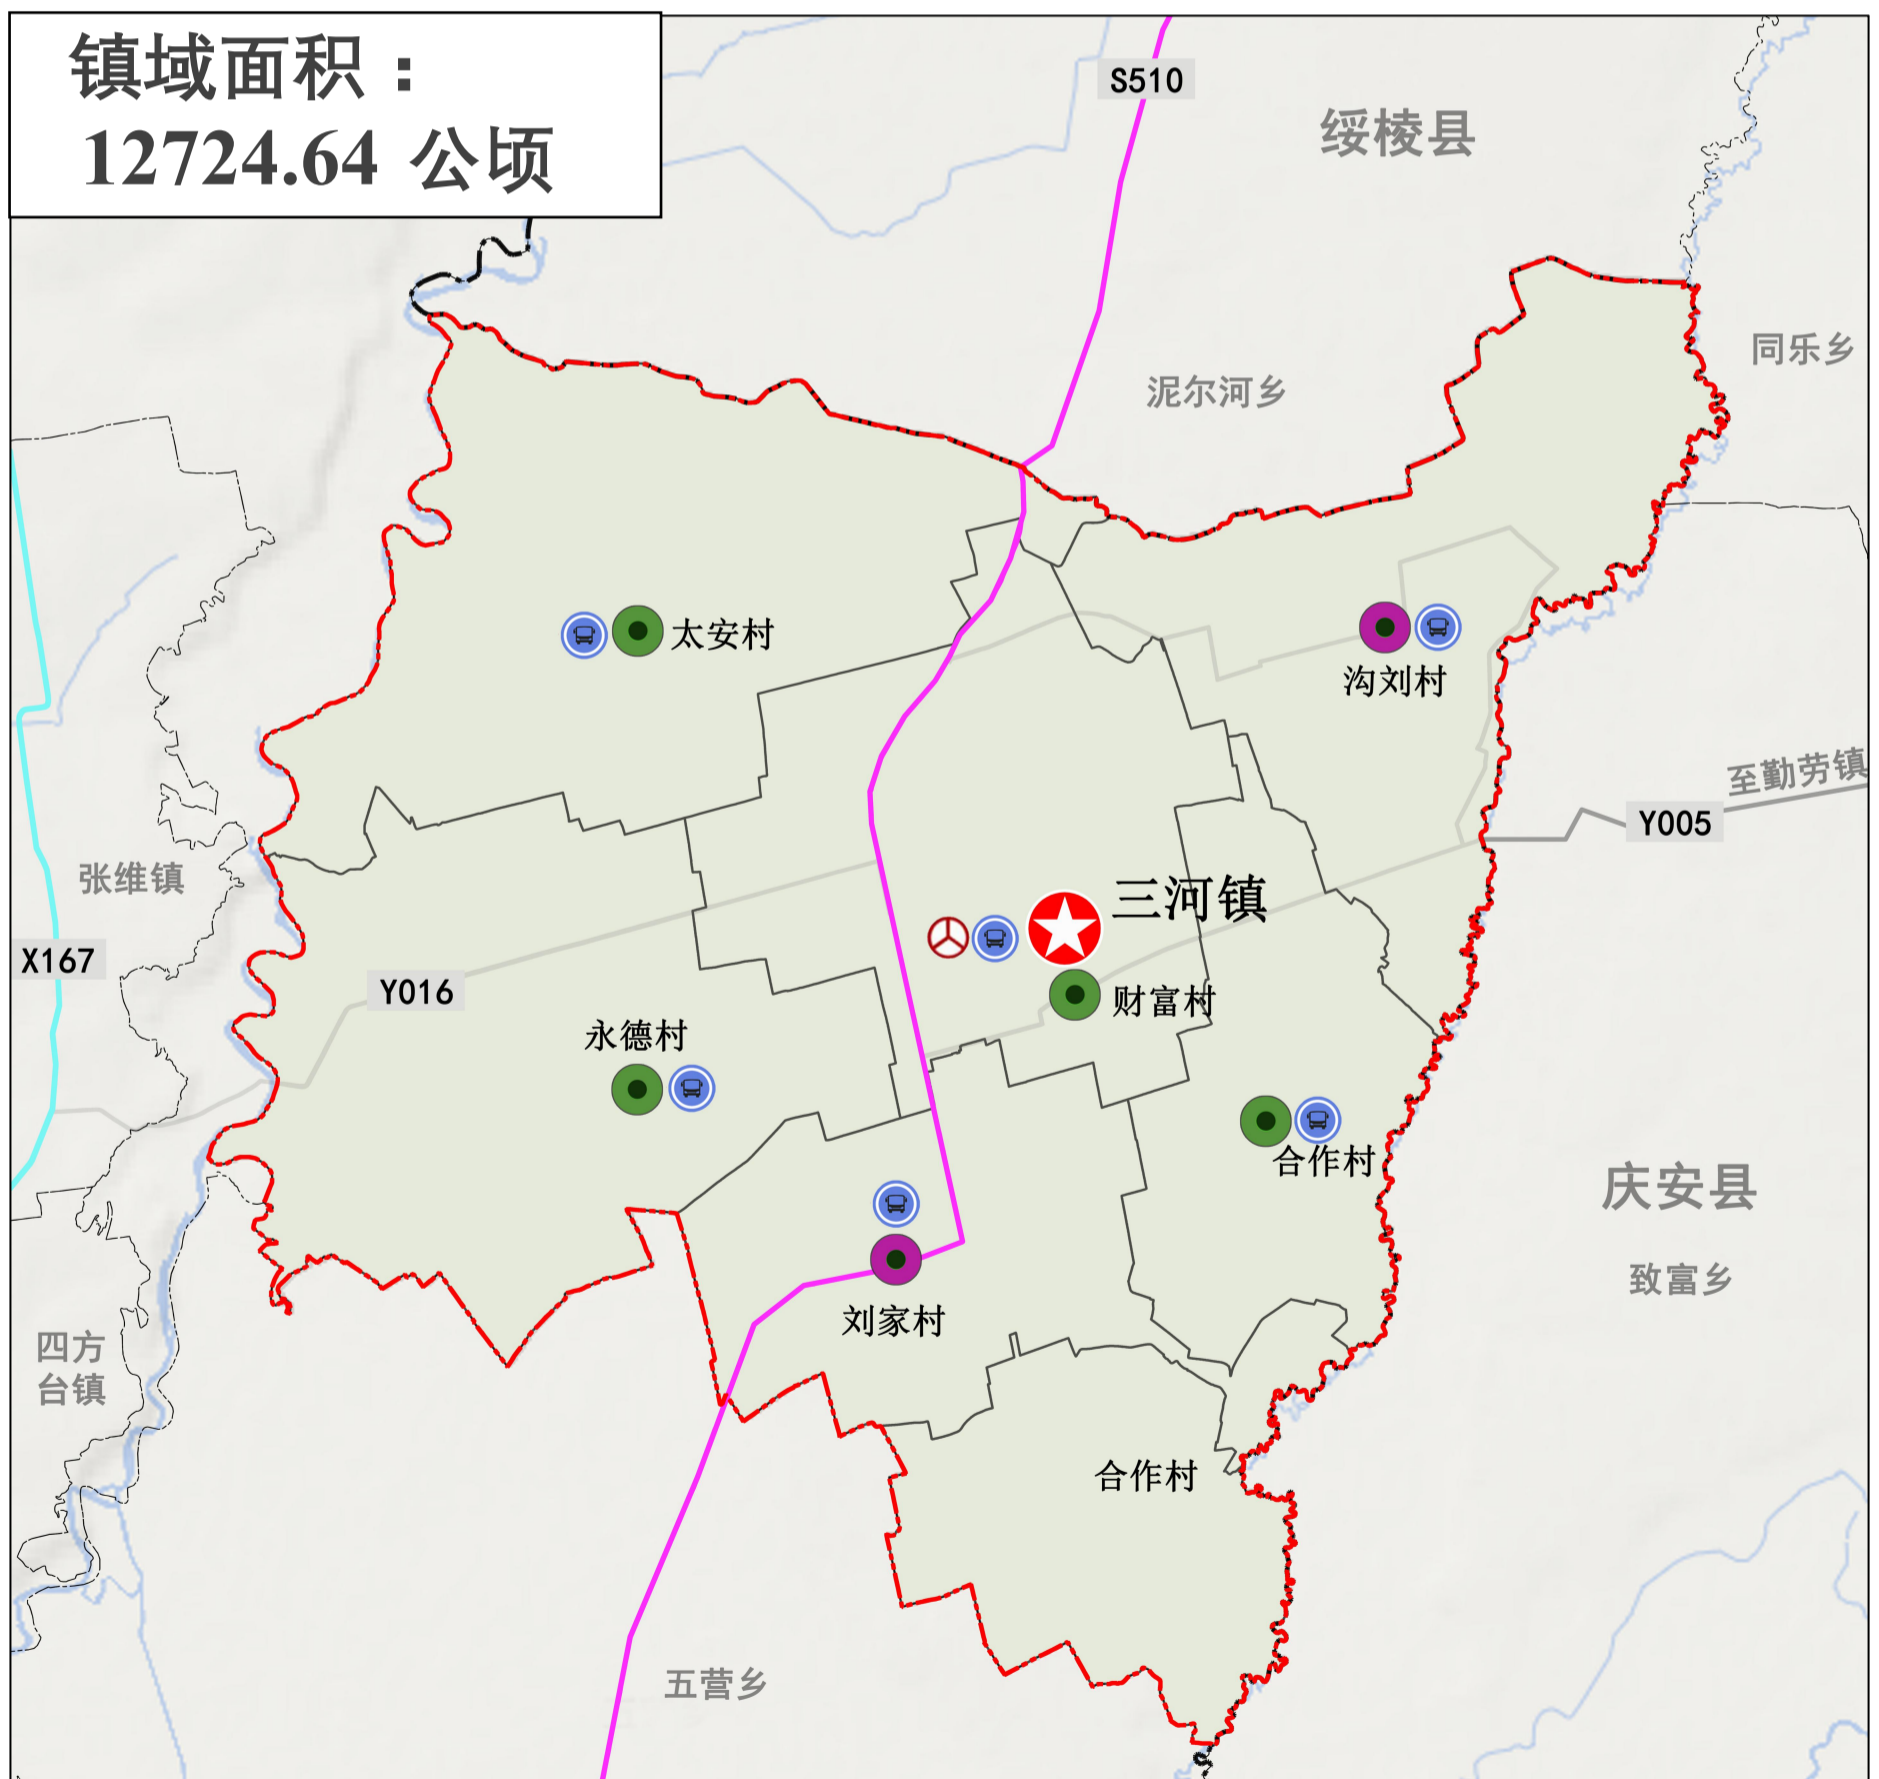 镇域面积：
12724.64 公顷
S510
绥棱县
同乐乡
泥尔河乡
太安村
沟刘村
至勤劳镇
Y005
张维镇
三河镇
X167
Y016
财富村
永德村
合作村
庆安县
致富乡
刘家村
四方
台镇
合作村
五营乡